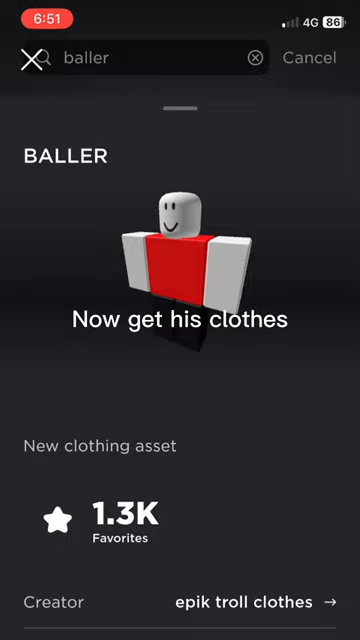 6:51
4G 86
baller
Cancel
BALLER
Now get his clothes
New clothing asset
1.3K
Favorites
Creator
epik troll clothes →